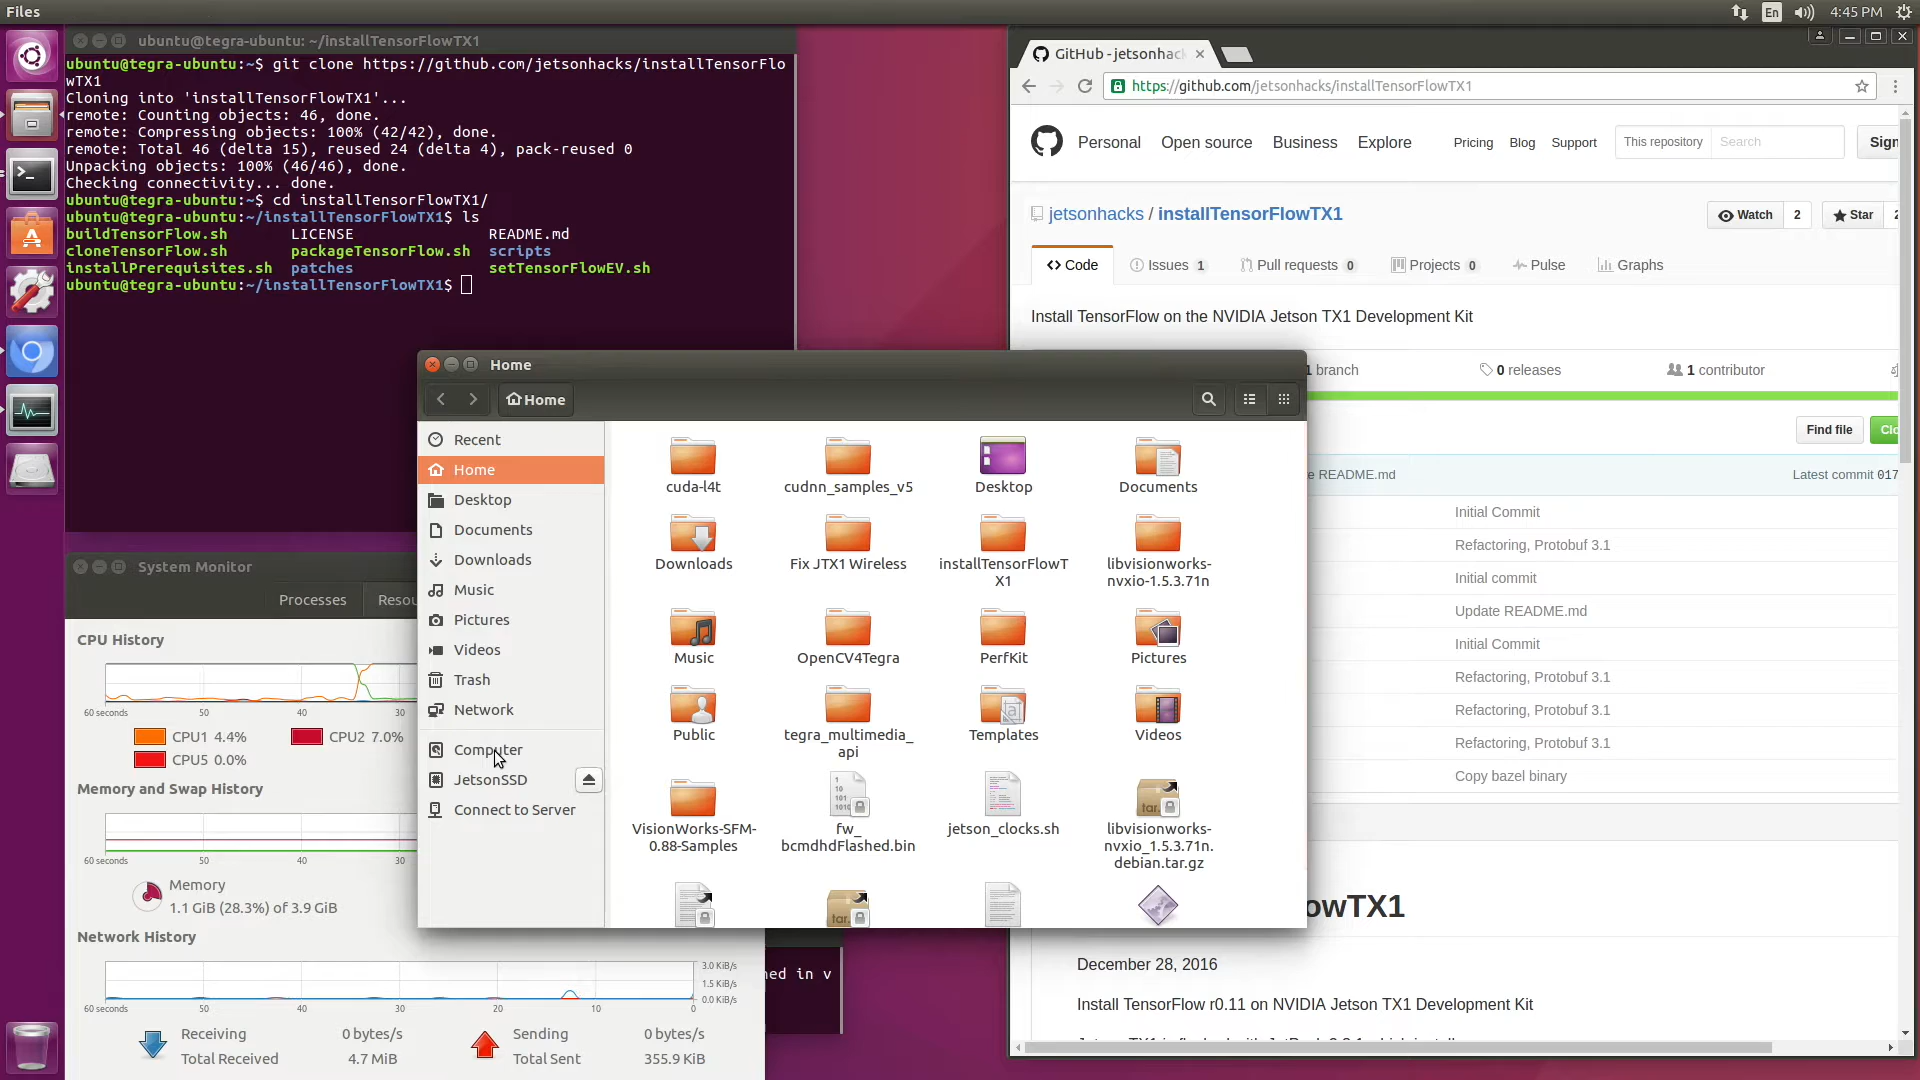 Files
En
4:45 PM
ubuntu@tegra-ubuntu: ~/installTensorFlowTX1
ubuntu@tegra-ubuntu:~$ git clone https://github.com/jetsonhacks/installTensorFlo
wTX1
Cloning into 'installTensorFlowTX1'...
remote: Counting objects: 46, done.
remote: Compressing objects: 100% (42/42), done.
remote: Total 46 (delta 15), reused 24 (delta 4), pack-reused 0
Unpacking objects: 100% (46/46), done.
Checking connectivity... done.
ubuntu@tegra-ubuntu:~$ cd installTensorFlowTX1/
ubuntu@tegra-ubuntu:~/installTensorFlowTX1$ ls
buildTensorFlow.sh LICENSE README.md
cloneTensorFlow.sh packageTensorFlow.sh scripts
installPrerequisites.sh patches setTensorFlowEV.sh
ubuntu@tegra-ubuntu:~/installTensorFlowTX1$
GitHub - jetsonhack
https://github.com/jetsonhacks/installTensorFlowTX1
Personal Open source Business Explore Pricing Blog Support This repository Search Sign
jetsonhacks / installTensorFlowTX1
Watch 2 Star 2
Code Issues 1 Pull requests 0 Projects 0 Pulse Graphs
Install TensorFlow on the NVIDIA Jetson TX1 Development Kit
1 branch 0 releases 1 contributor
Find file Clo
README.md Latest commit 017
Initial Commit
Refactoring, Protobuf 3.1
Initial commit
Update README.md
Initial Commit
Refactoring, Protobuf 3.1
Refactoring, Protobuf 3.1
Refactoring, Protobuf 3.1
Copy bazel binary
owTX1
December 28, 2016
Install TensorFlow r0.11 on NVIDIA Jetson TX1 Development Kit
Home
Home
Recent
Home
Desktop
Documents
Downloads
Music
Pictures
Videos
Trash
Network
Computer
JetsonSSD
Connect to Server
cuda-l4t cudnn_samples_v5 Desktop Documents
Downloads Fix JTX1 Wireless installTensorFlowT libvisionworks-
X1 nvxio-1.5.3.71n
Music OpenCV4Tegra PerfKit Pictures
Public tegra_multimedia_ Templates Videos
api
VisionWorks-SFM- fw_ jetson_clocks.sh libvisionworks-
0.88-Samples bcmdhdFlashed.bin nvxio_1.5.3.71n.
debian.tar.gz
System Monitor
Processes Resou
CPU History
60 seconds 50 40 30
CPU1 4.4% CPU2 7.0%
CPU5 0.0%
Memory and Swap History
60 seconds 50 40 30
Memory
1.1 GiB (28.3%) of 3.9 GiB
Network History
3.0 KiB/s
1.5 KiB/s
0.0 KiB/s
60 seconds 50 40 30 20 10 0
Receiving 0 bytes/s Sending 0 bytes/s
Total Received 4.7 MiB Total Sent 355.9 KiB
ned in v